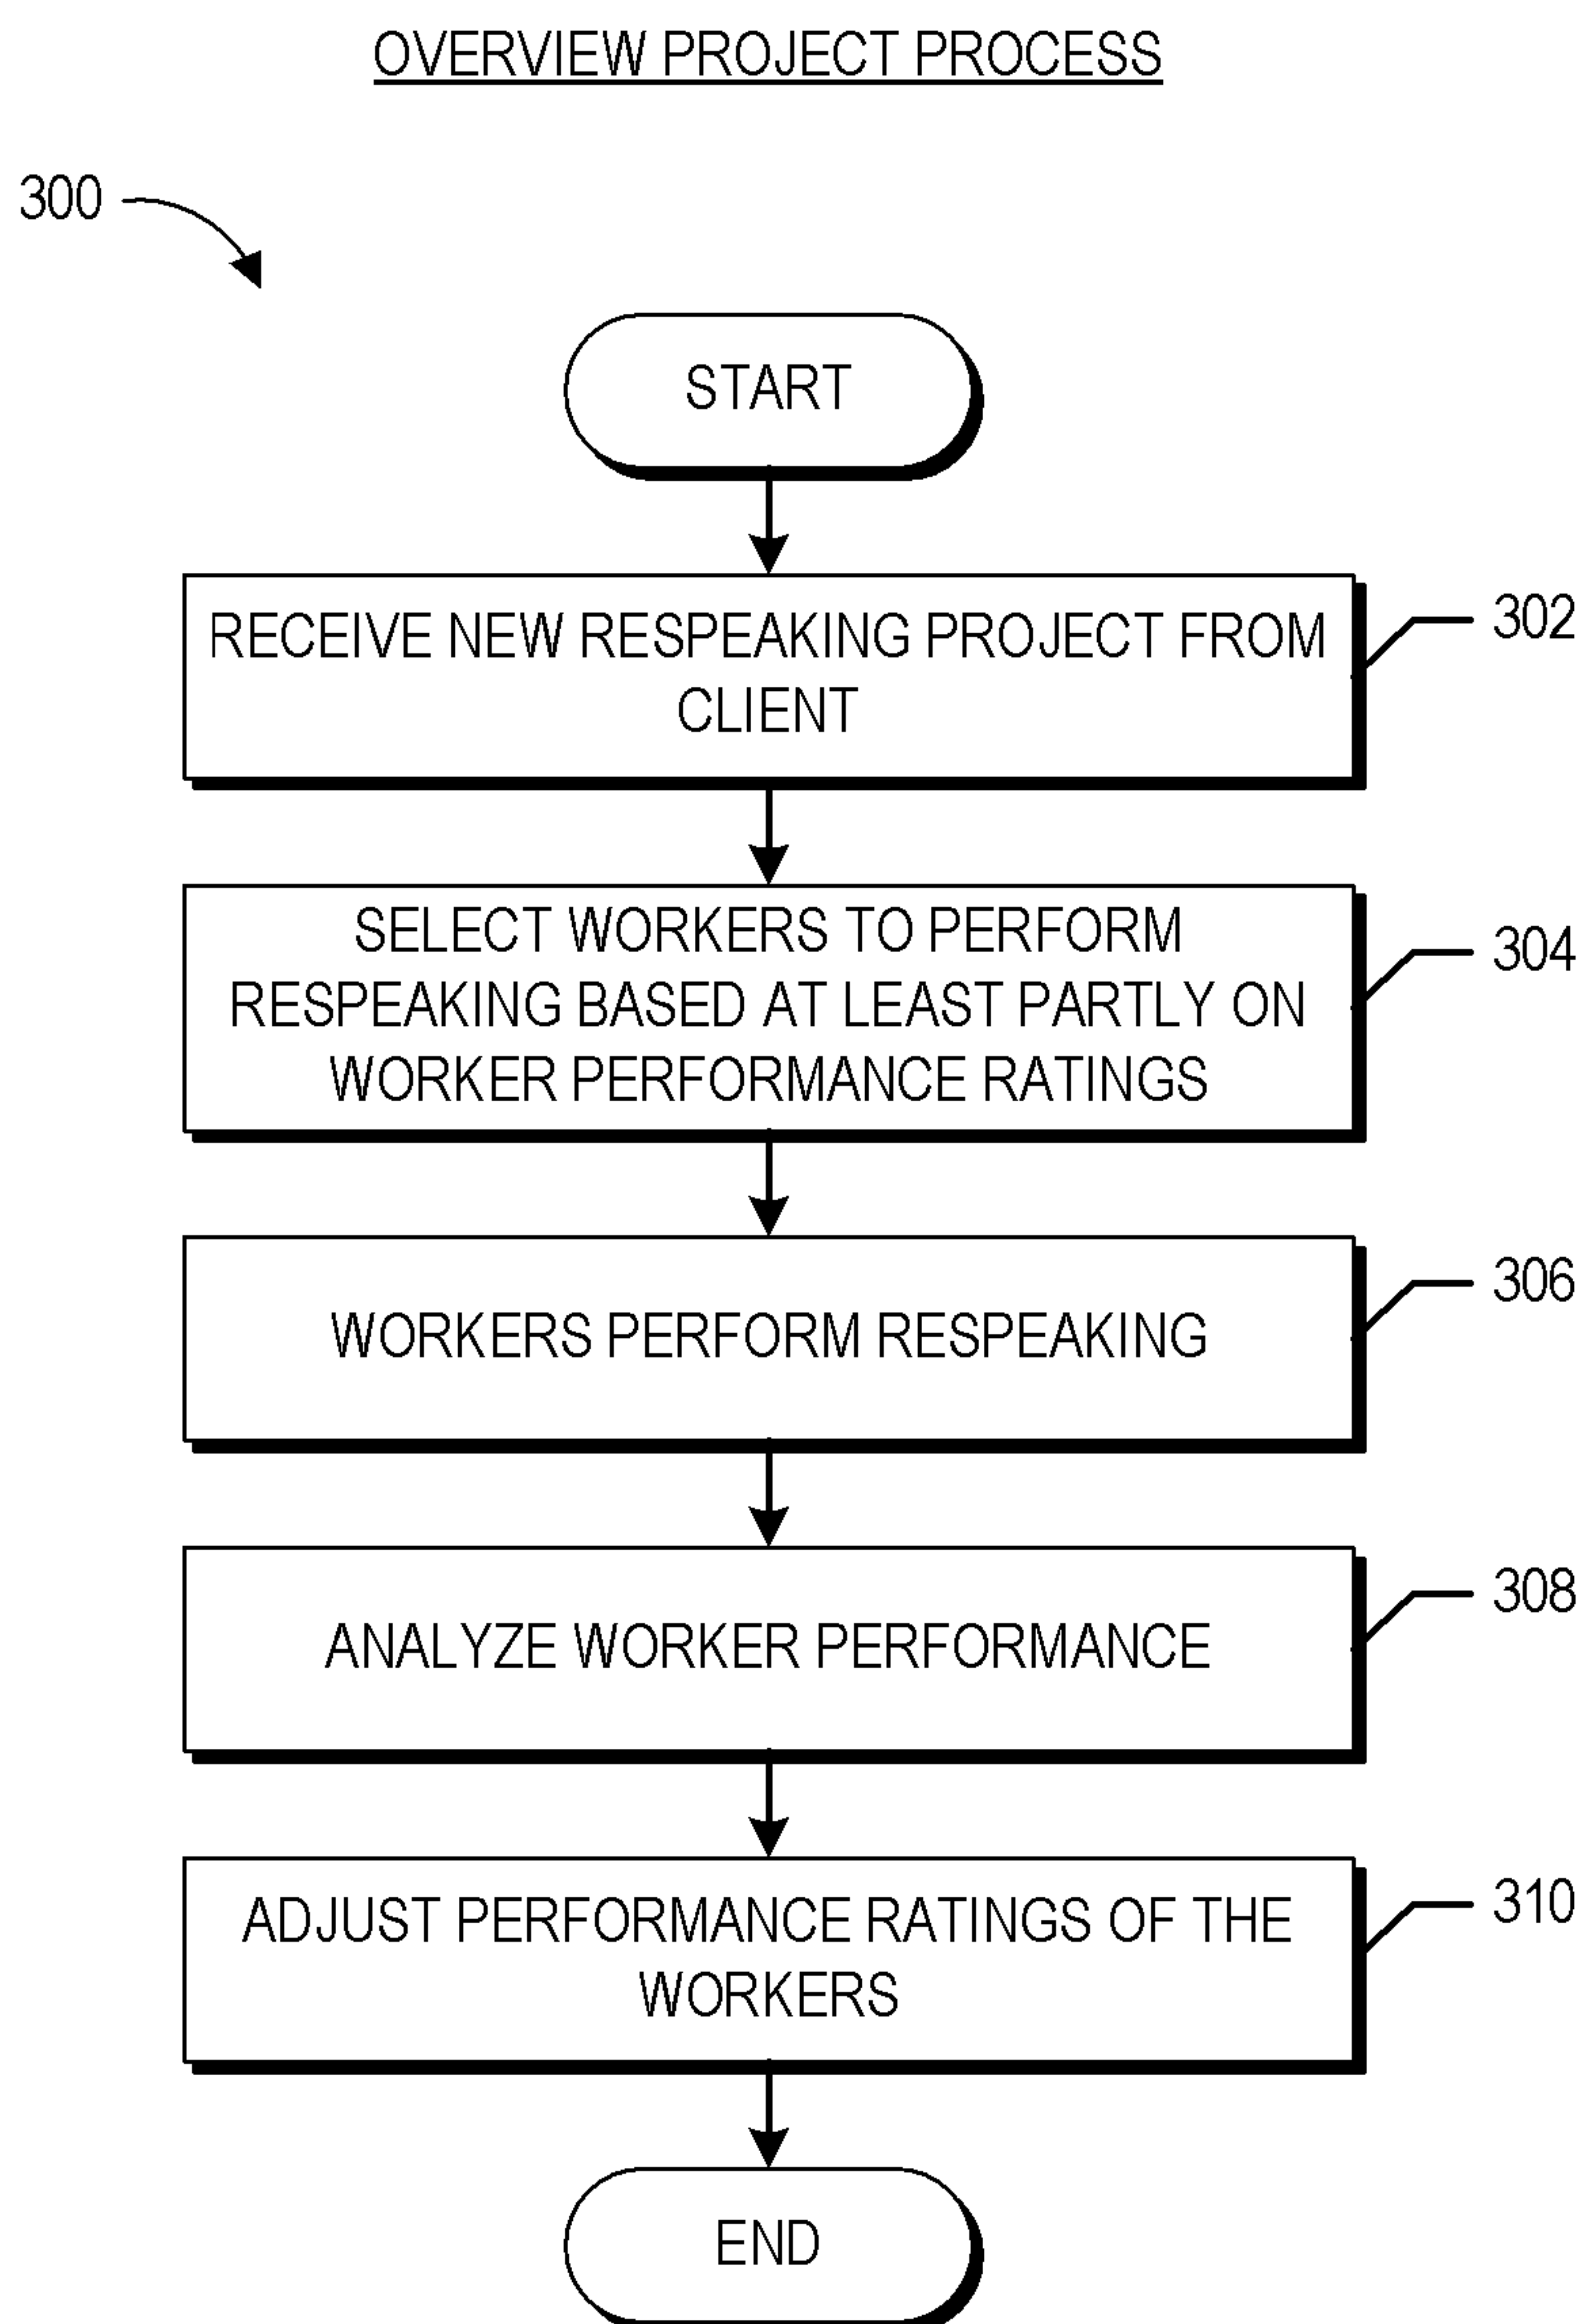 OVERVIEW PROJECT PROCESS
300
START
RECEIVE NEW RESPEAKING PROJECT FROM
CLIENT
302
SELECT WORKERS TO PERFORM
RESPEAKING BASED AT LEAST PARTLY ON
WORKER PERFORMANCE RATINGS
304
WORKERS PERFORM RESPEAKING
306
ANALYZE WORKER PERFORMANCE
308
ADJUST PERFORMANCE RATINGS OF THE
WORKERS
310
END